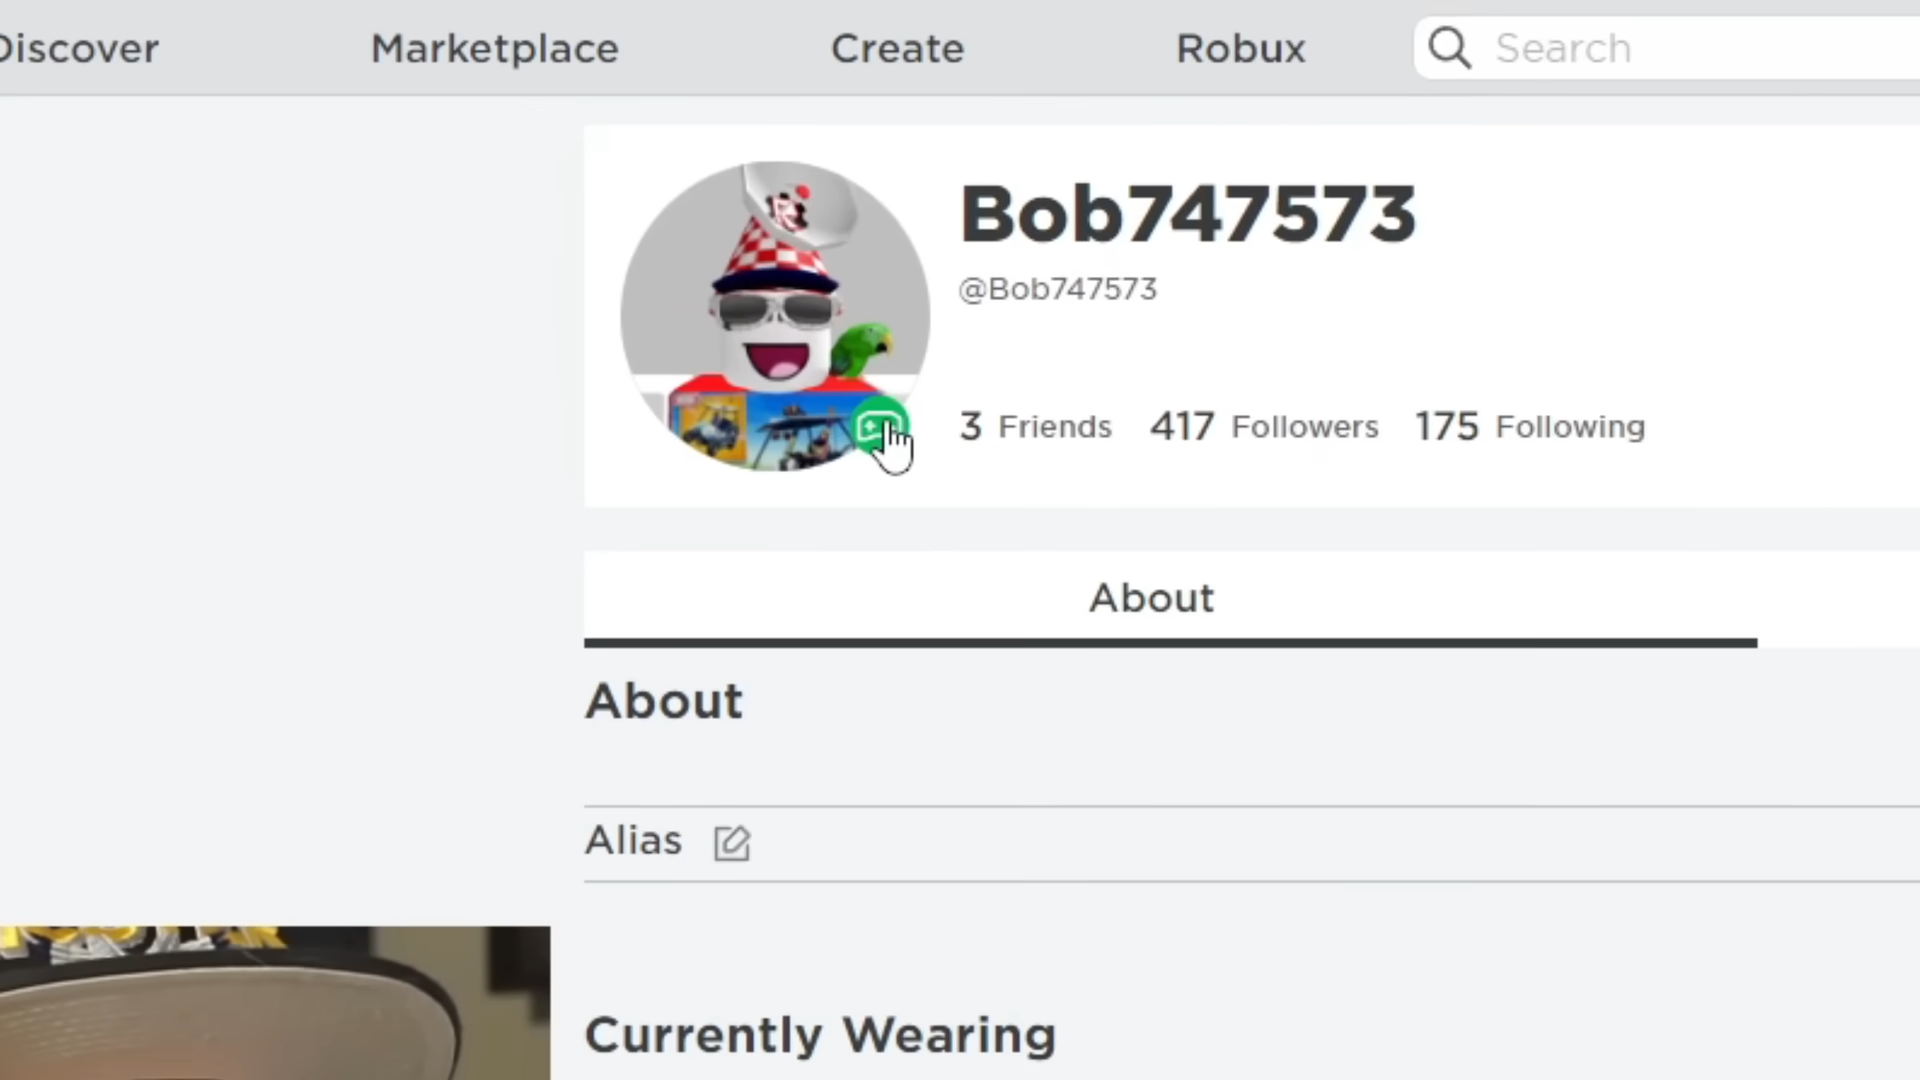 Discover Marketplace Create Robux Search
Bob747573
@Bob747573
3 Friends 417 Followers 175 Following
About
About
Alias
Currently Wearing